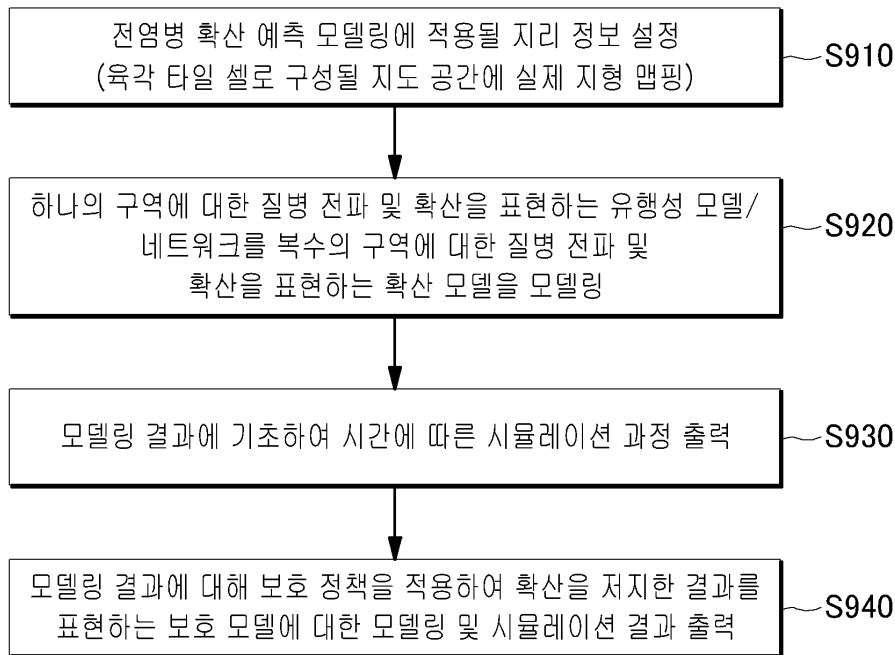 전염병 확산 예측 모델링에 적용될 지리 정보 설정
(육각 타일 셀로 구성될 지도 공간에 실제 지형 맵핑)
S910
하나의 구역에 대한 질병 전파 및 확산을 표현하는 유행성 모델/
네트워크를 복수의 구역에 대한 질병 전파 및
확산을 표현하는 확산 모델을 모델링
S920
모델링 결과에 기초하여 시간에 따른 시뮬레이션 과정 출력
S930
모델링 결과에 대해 보호 정책을 적용하여 확산을 저지한 결과를
표현하는 보호 모델에 대한 모델링 및 시뮬레이션 결과 출력
S940